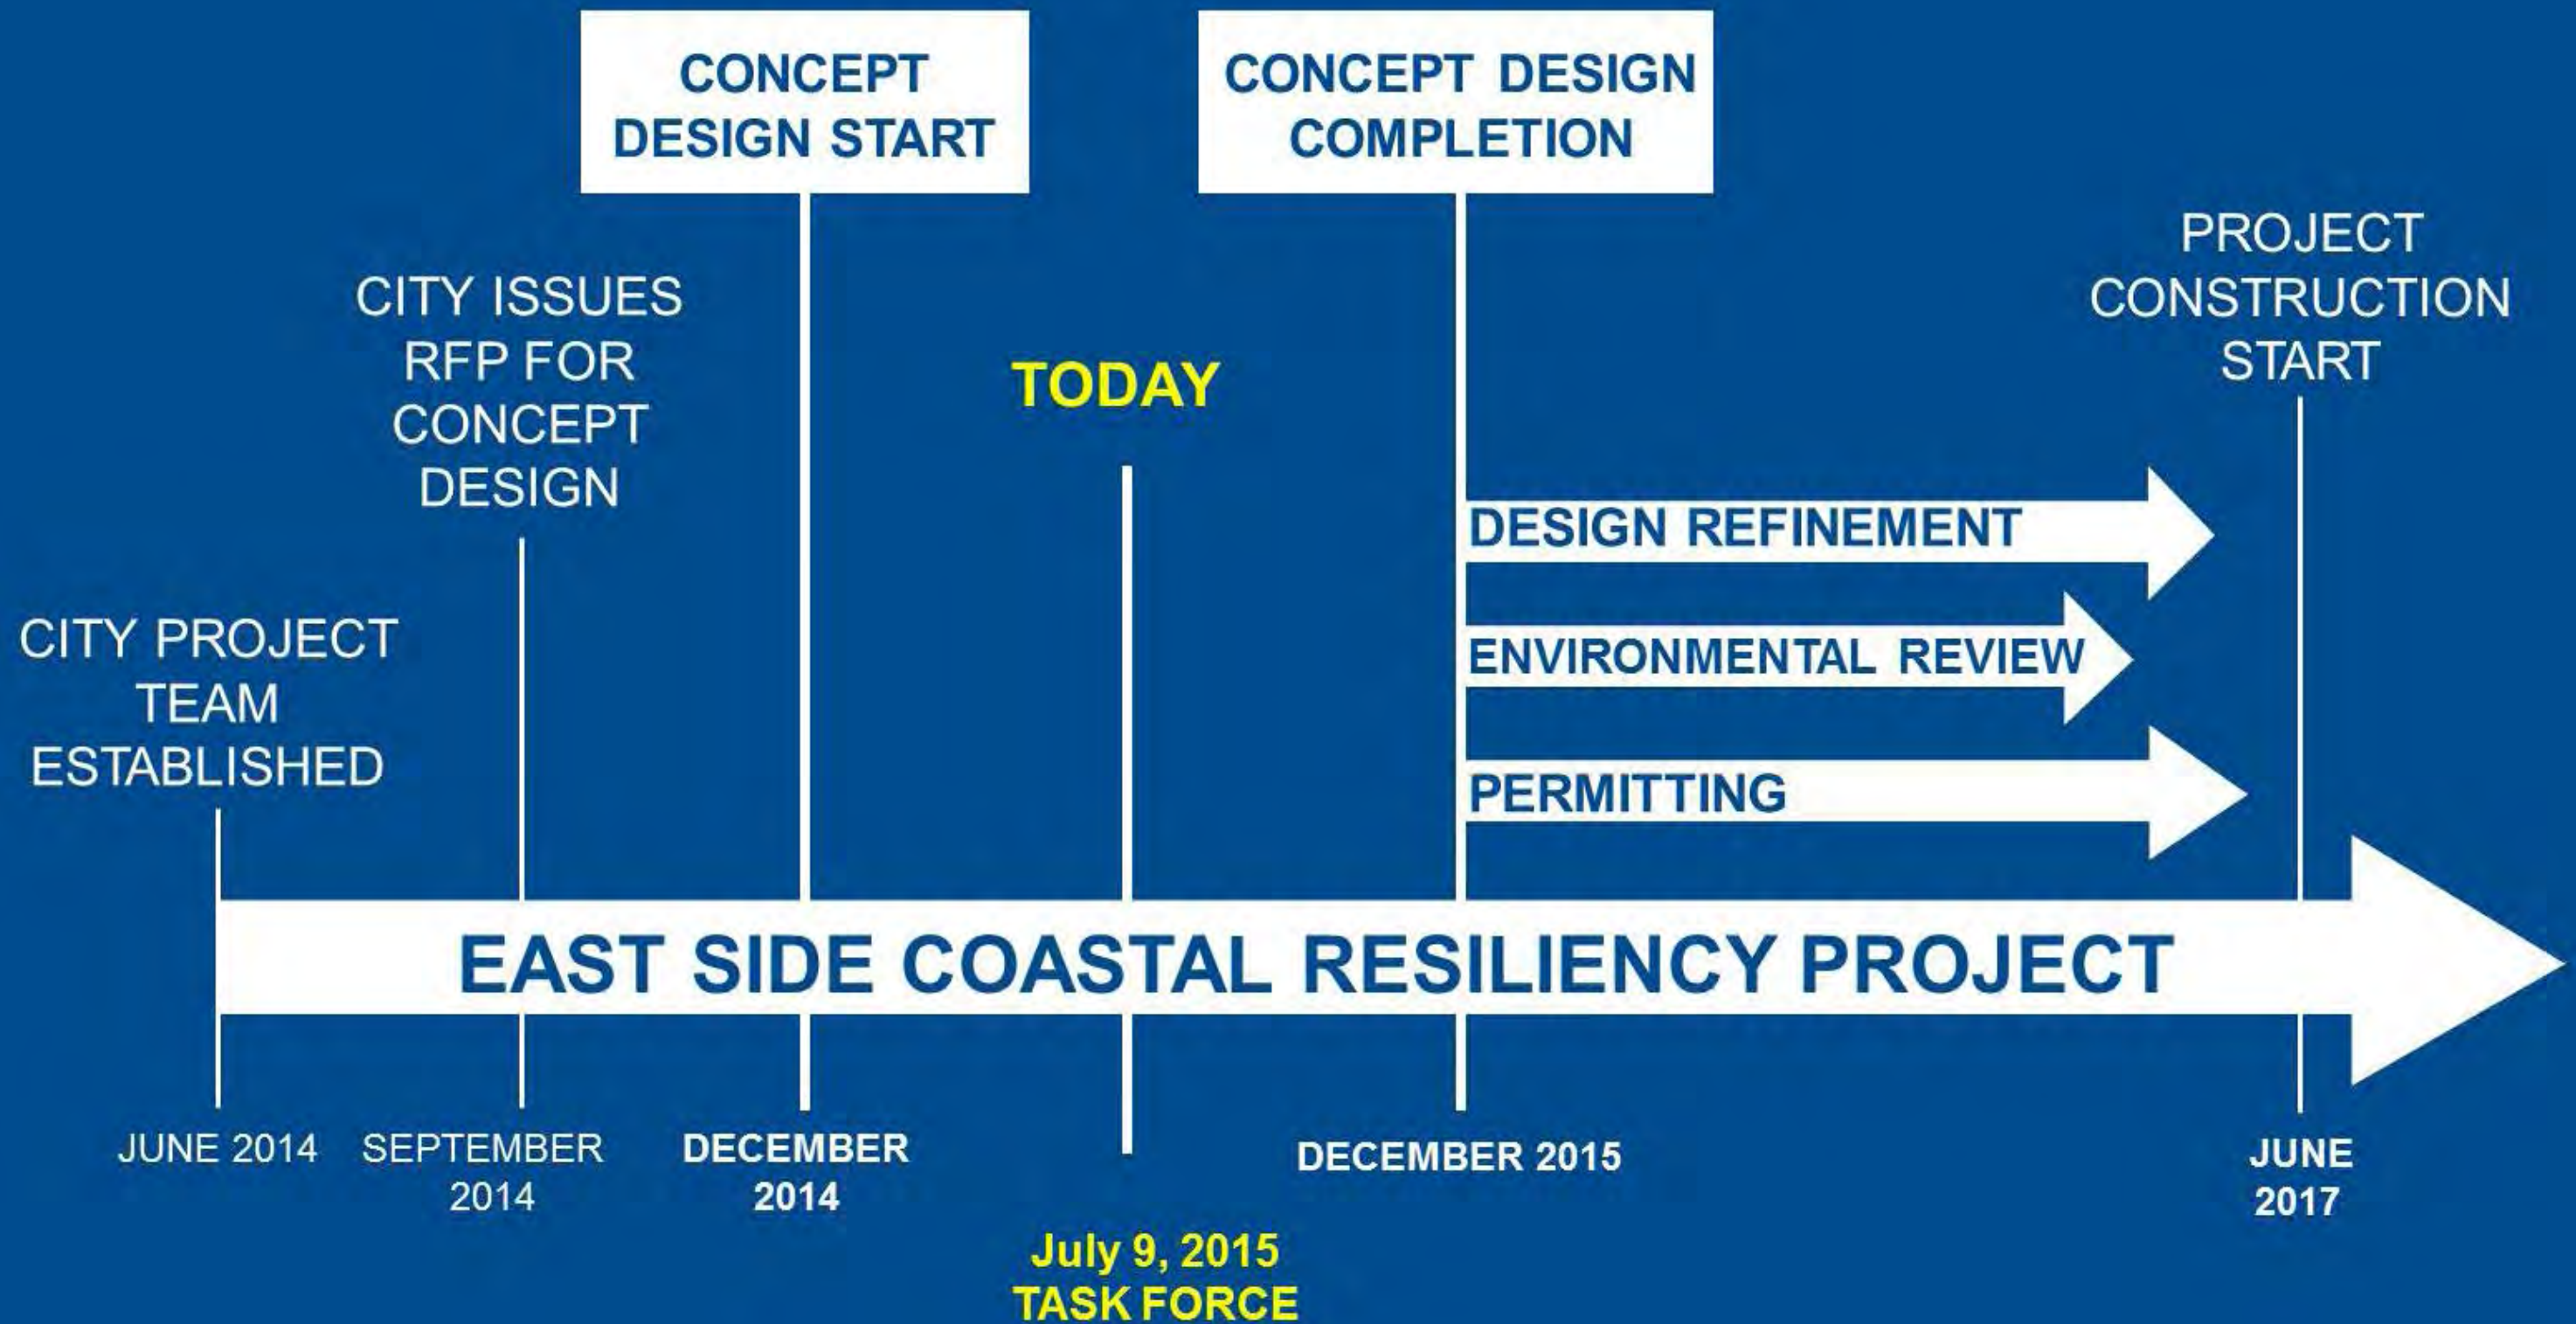 CONCEPT
DESIGN START
CONCEPT DESIGN
COMPLETION
PROJECT
CONSTRUCTION
START
CITY ISSUES
RFP FOR
CONCEPT
DESIGN
TODAY
DESIGN REFINEMENT
CITY PROJECT
TEAM
ESTABLISHED
ENVIRONMENTAL REVIEW
PERMITTING
EAST SIDE COASTAL RESILIENCY PROJECT
JUNE 2014
SEPTEMBER
2014
DECEMBER
2014
July 9, 2015
TASK FORCE
DECEMBER 2015
JUNE
2017